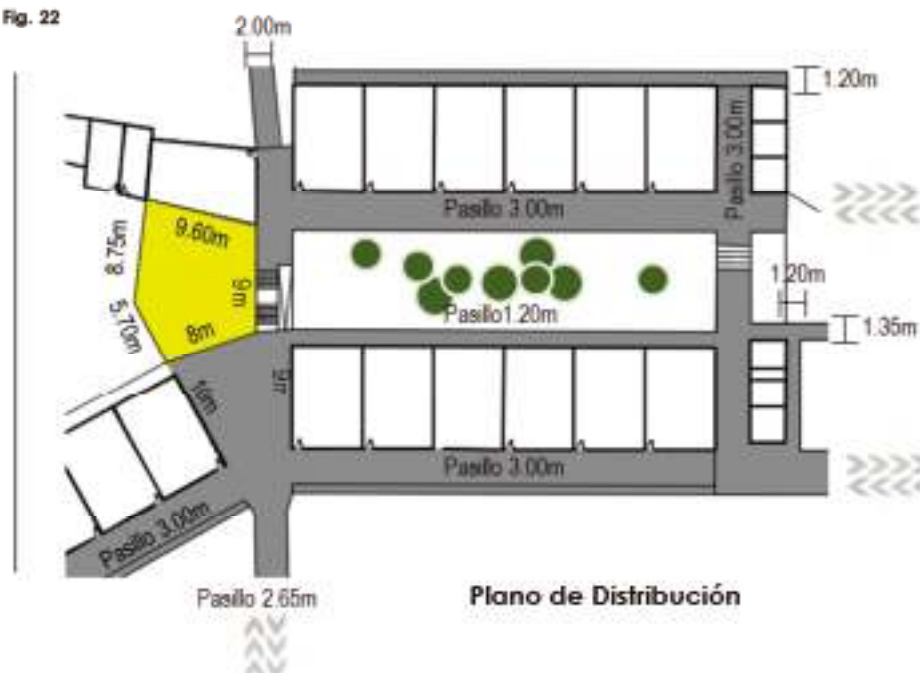 Fig. 22
2.00m
1.20m
Pasillo 3.00m
Pasillo 3.00m
9.60m
8.75m
9m
1.20m
5.70m
8m
Pasillo1.20m
1.35m
9m
10m
Pasillo 3.00m
Pasillo 3.00m
Pasillo 2.65m
Plano de Distribución